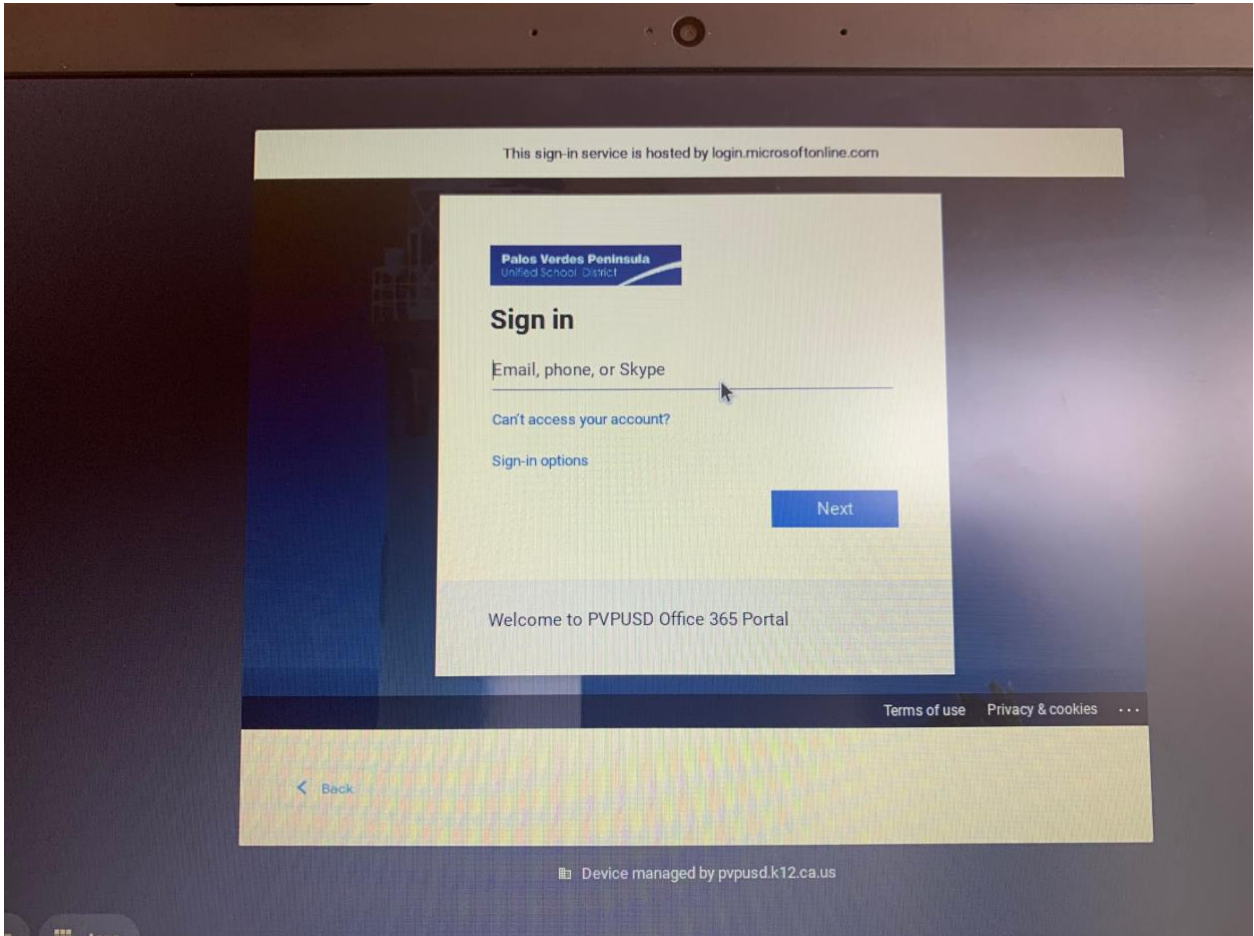 This sign-in service is hosted by login.microsoftonline.com
Palos Verdes Peninsula
Unified School District
Sign in
Email, phone, or Skype
Can't access your account?
Sign-in options
Next
Welcome to PVPUSD Office 365 Portal
Terms of use Privacy & cookies ...
< Back
Device managed by pvpusd.k12.ca.us